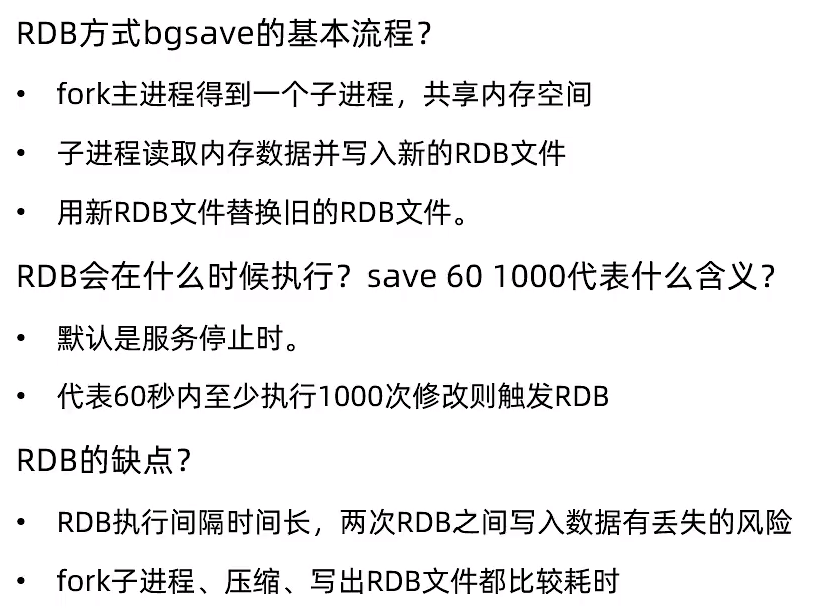 RDB方式bgsave的基本流程？
• fork主进程得到一个子进程，共享内存空间
• 子进程读取内存数据并写入新的RDB文件
• 用新RDB文件替换旧的RDB文件。
RDB会在什么时候执行？save 60 1000代表什么含义？
• 默认是服务停止时。
• 代表60秒内至少执行1000次修改则触发RDB
RDB的缺点？
• RDB执行间隔时间长，两次RDB之间写入数据有丢失的风险
• fork子进程、压缩、写出RDB文件都比较耗时